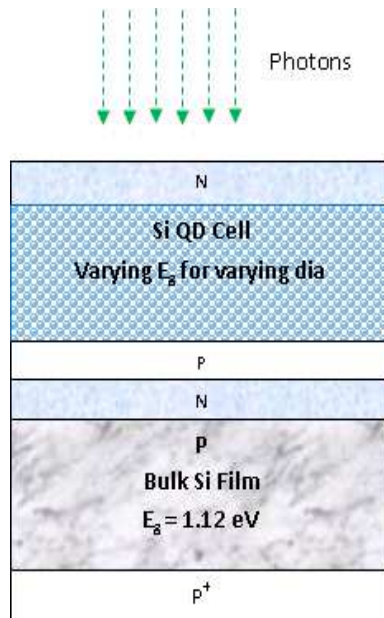 Photons
N
Si QD Cell
Varying Eg for varying dia
P
N
p
Bulk Si Film
Eg = 1.12 eV
P+